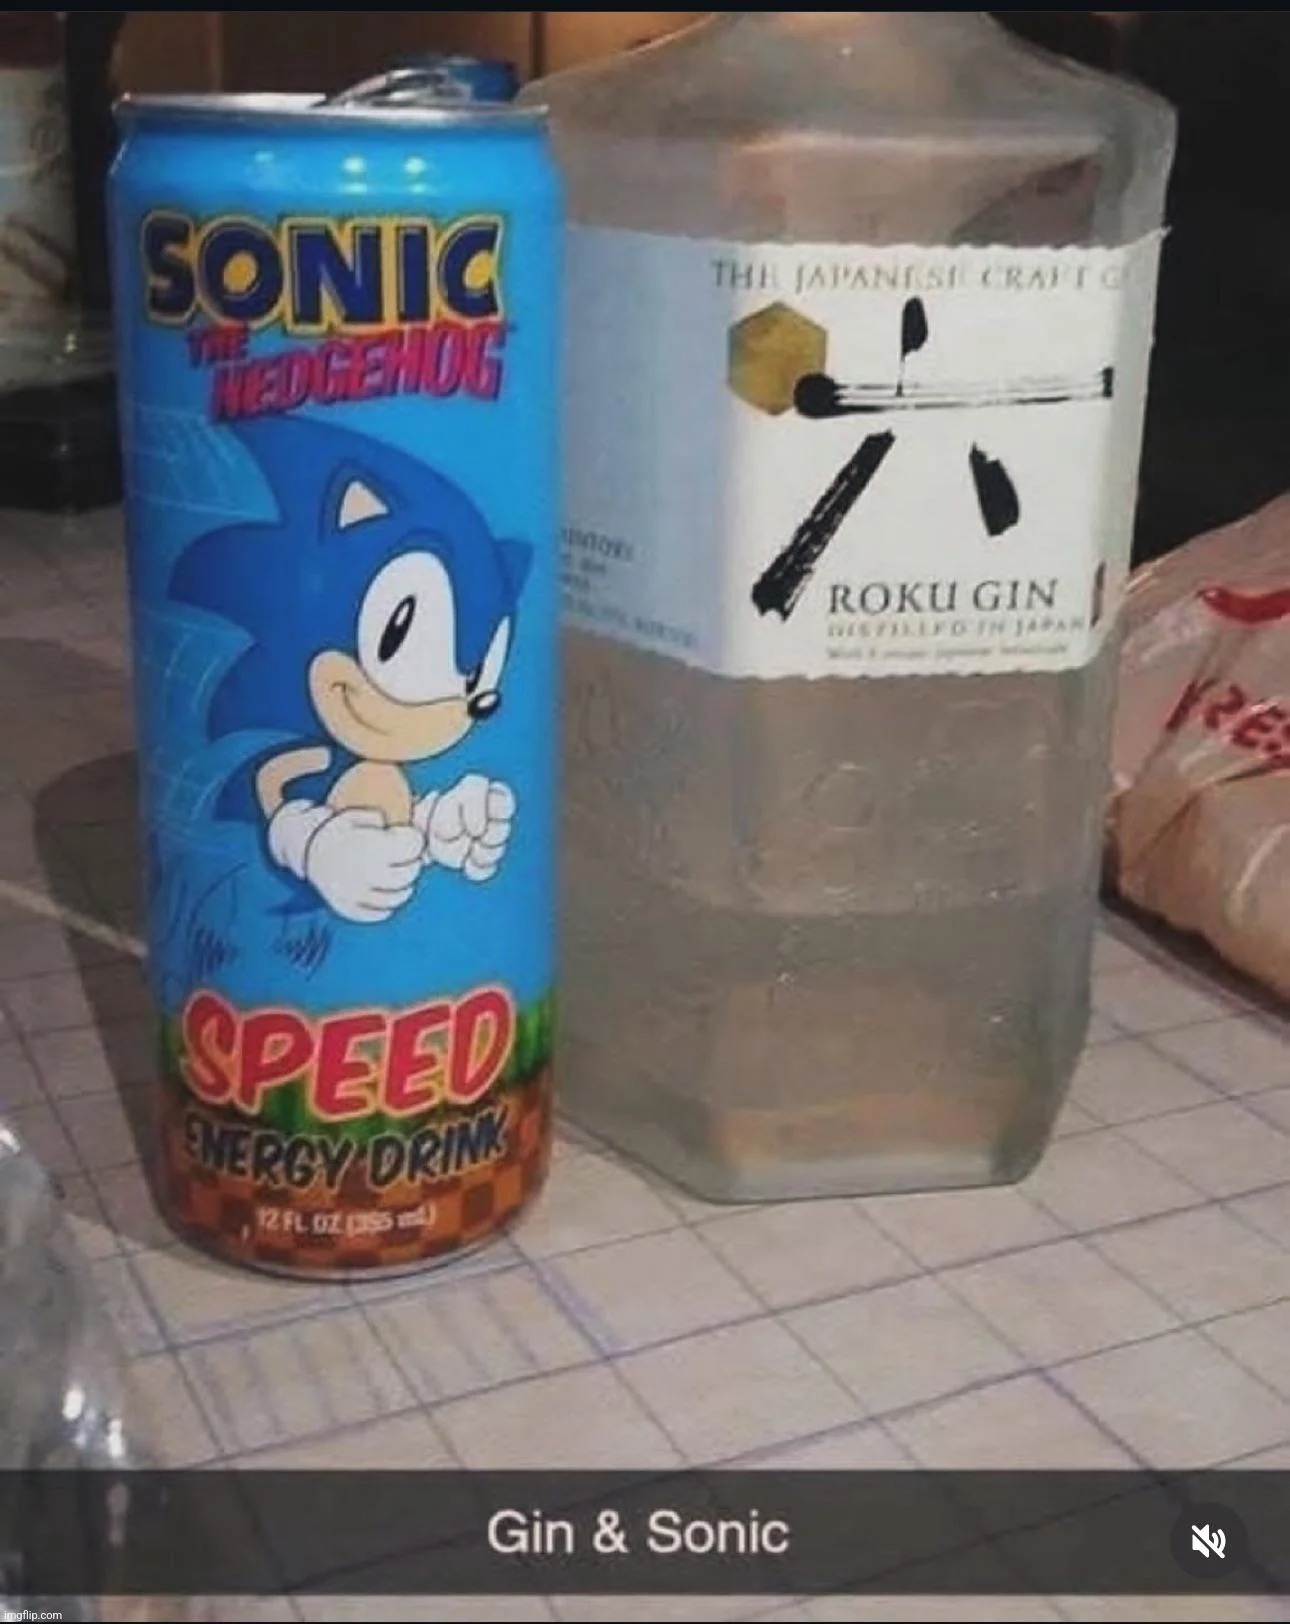 SONIC
THE
HEDGEHOG
SPEED
ENERGY DRINK
12 FL OZ (355 mL)
THE JAPANESE CRAFT G
六
ROKU GIN
DISTILLED IN JAPAN
FRES
Gin & Sonic
imgflip.com